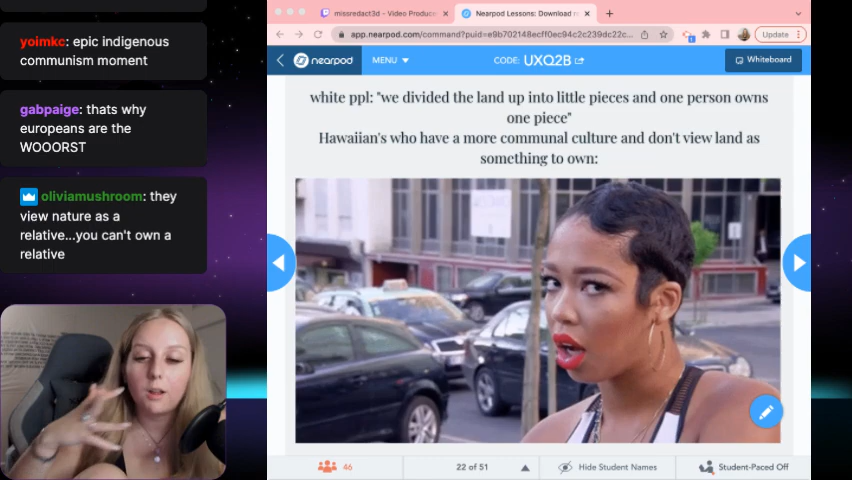 yoimkc: epic indigenous
communism moment
gabpaige: thats why
europeans are the
WOOORST
oliviamushroom: they
view nature as a
relative...you can't own a
relative
missredact3d - Video Produce
Nearpod Lessons: Download r
app.nearpod.com/command?puid=e9b702148ecff0ec94c2c239dc22c...
Update
nearpod
MENU
CODE: UXQ2B
Whiteboard
white ppl: "we divided the land up into little pieces and one person owns
one piece"
Hawaiian's who have a more communal culture and don't view land as
something to own:
46
22 of 51
Hide Student Names
Student-Paced Off